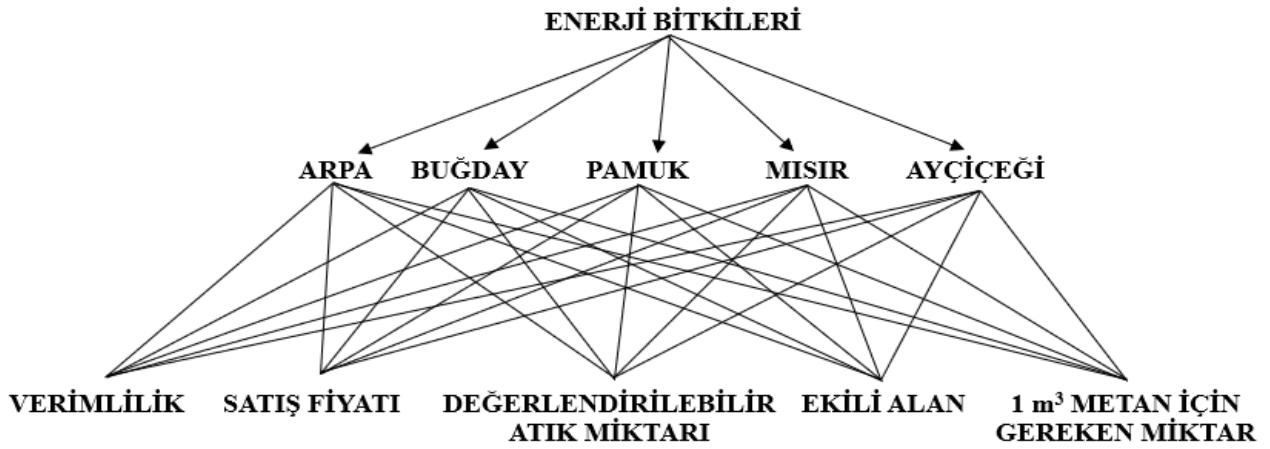 ENERJİ BİTKİLERİ
ARPA BUĞDAY PAMUK MISIR AYÇİÇEĞİ
VERİMLİLİK
SATIŞ FİYATI
DEĞERLENDİRİLEBİLİR
ATIK MİKTARI
EKİLİ ALAN
1 m³ METAN İÇİN
GEREKEN MİKTAR